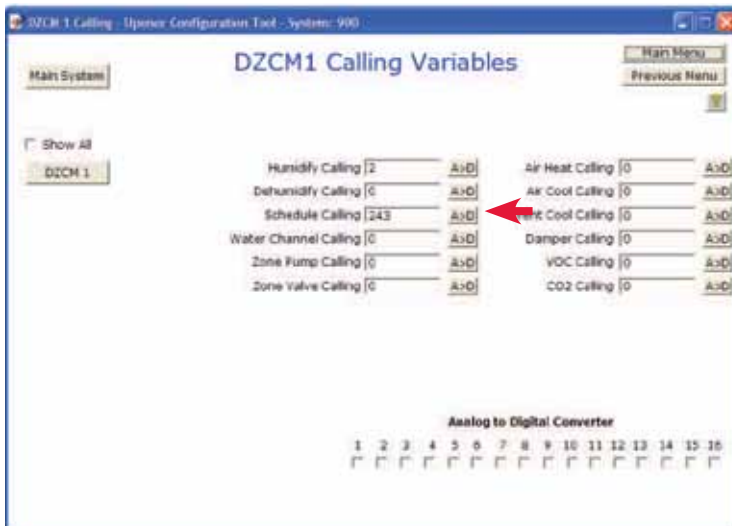 DZCM 1 Calling - Uponor Configuration Tool - System: 900
DZCM1 Calling Variables
Main Menu
Main System
Previous Menu
Show All
DZCM 1
Humidify Calling 2 A>D
Air Heat Calling 0 A>D
Dehumidify Calling 0 A>D
Air Cool Calling 0 A>D
Schedule Calling 243 A>D
Cool Calling 0 A>D
Water Channel Calling 0 A>D
Damper Calling 0 A>D
Zone Pump Calling 0 A>D
VOC Calling 0 A>D
Zone Valve Calling 0 A>D
CO2 Calling 0 A>D
Analog to Digital Converter
1 2 3 4 5 6 7 8 9 10 11 12 13 14 15 16